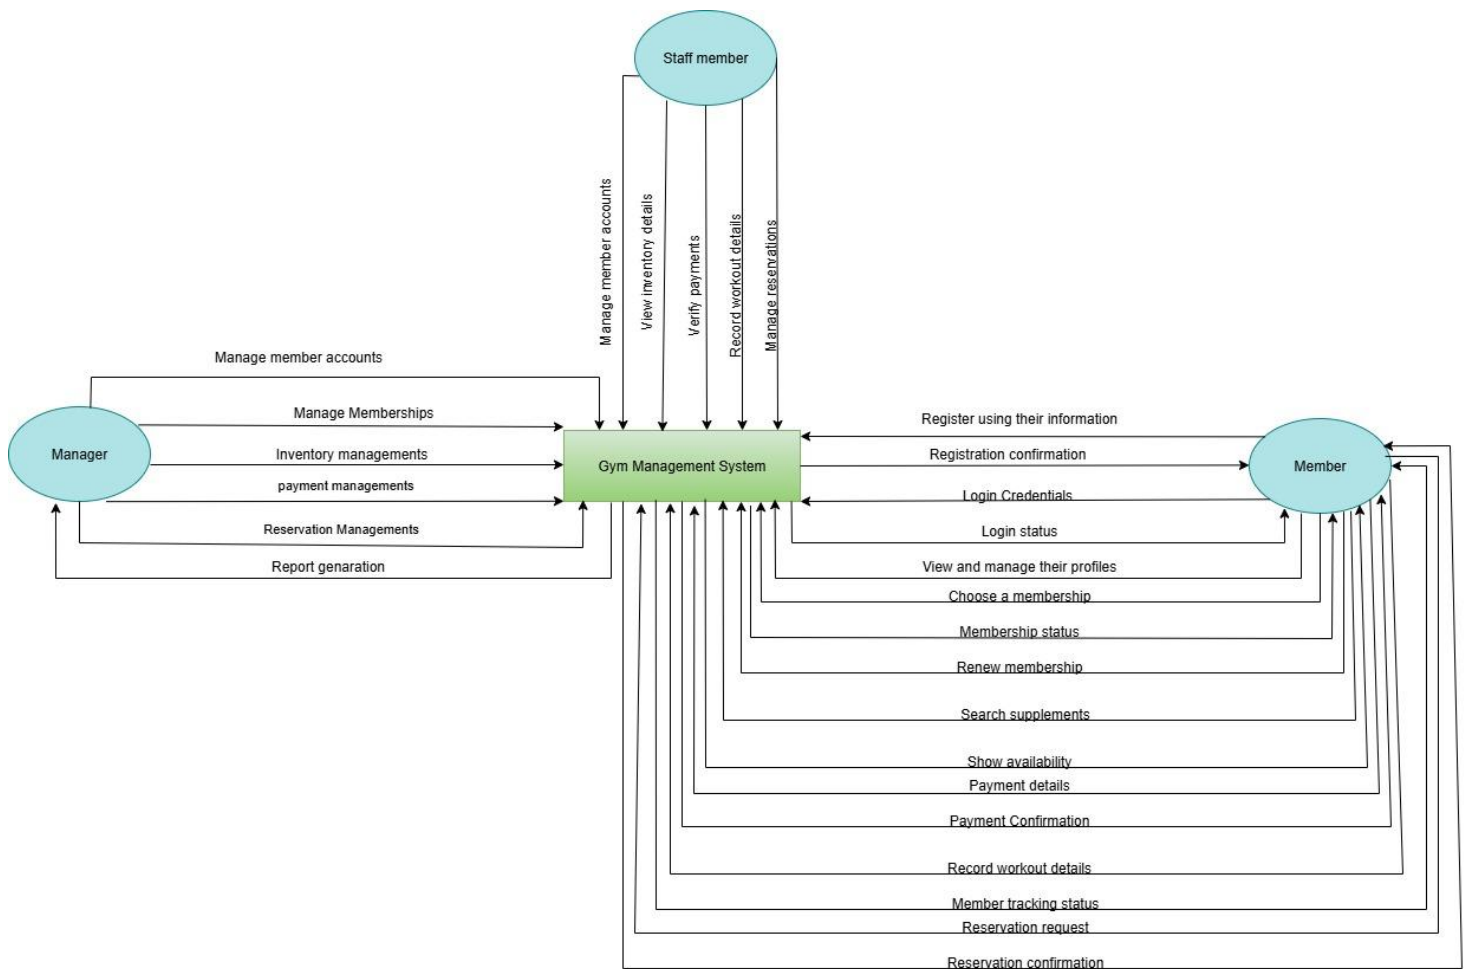 Staff member
Manage member accounts
View inventory details
Verify payments
Record workout details
Manage reservations
Manage member accounts
Manage Memberships
Manager
Inventory managements
payment managements
Reservation Managements
Report genaration
Gym Management System
Register using their information
Registration confirmation
Member
Login Credentials
Login status
View and manage their profiles
Choose a membership
Membership status
Renew membership
Search supplements
Show availability
Payment details
Payment Confirmation
Record workout details
Member tracking status
Reservation request
Reservation confirmation